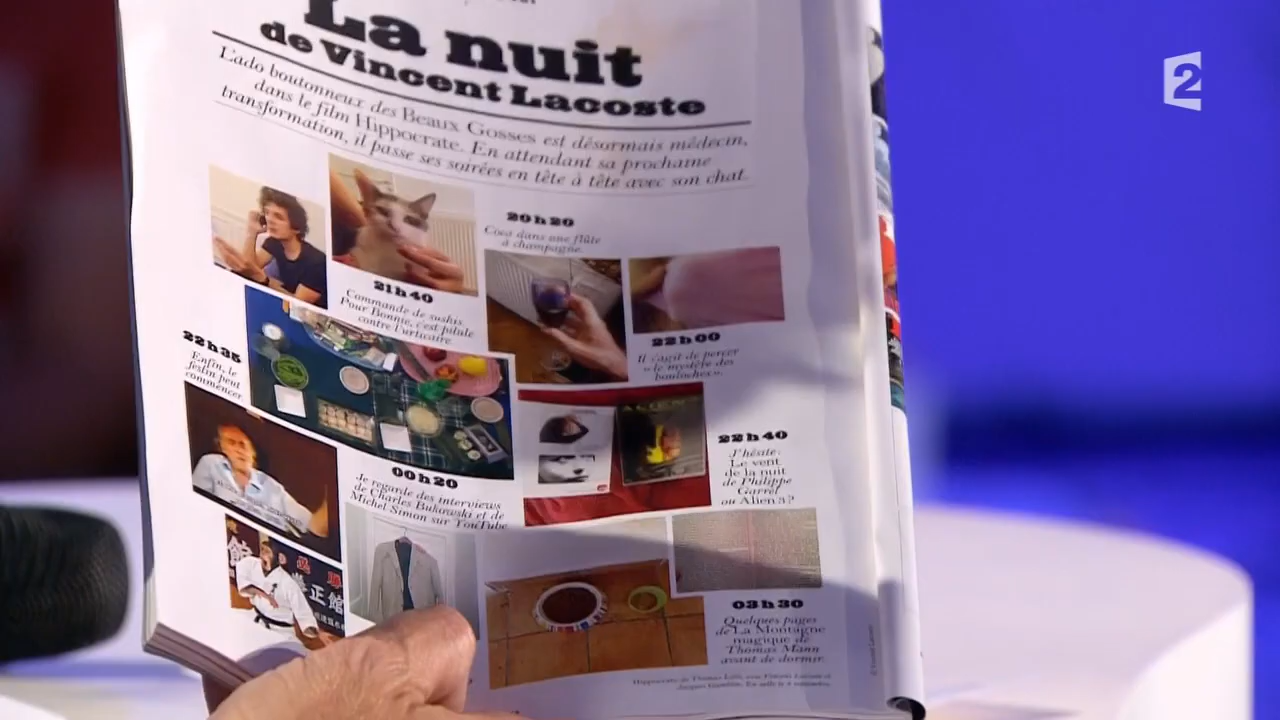 La nuit
de Vincent Lacoste
L'ado boutonneux des Beaux Gosses est désormais médecin,
dans le film Hippocrate. En attendant sa prochaine
transformation, il passe ses soirées en tête à tête avec son chat.
20h20
Coca dans une flûte
à champagne.
21h40
Commande de sushis.
Pour Bonnie, c'est pilule
contre l'urticaire.
22h00
Il s'agit de percer
« le mystère des
bouloches ».
22h35
Enfin, le
festin peut
commencer.
22h40
J'hésite:
Le vent
de la nuit
de Philippe
Garrel
ou Alien 3?
00h20
Je regarde des interviews
de Charles Bukowski et de
Michel Simon sur YouTube
03h30
Quelques pages
de La Montagne
magique de
Thomas Mann
avant de dormir.
2